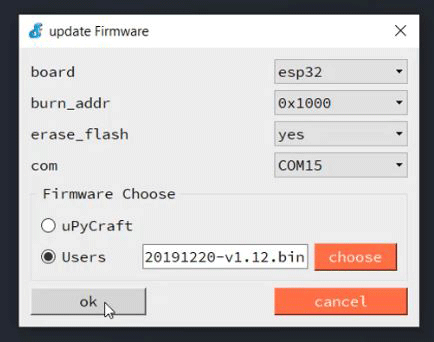 update Firmware
board esp32
burn_addr 0x1000
erase_flash yes
com COM15
Firmware Choose
uPyCraft
Users 20191220-v1.12.bin choose
ok cancel